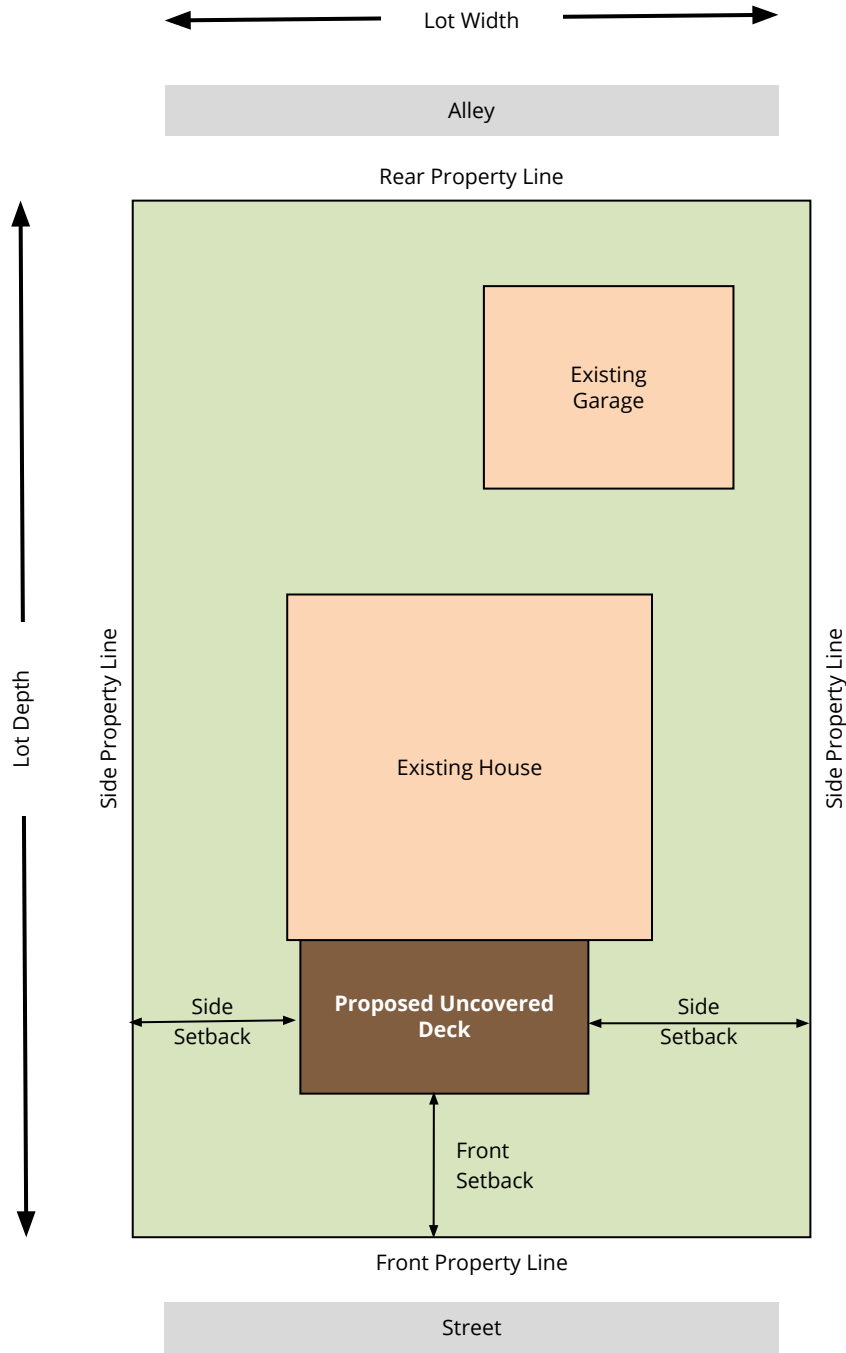 Lot Width
Alley
Rear Property Line
Existing
Garage
Side Property Line
Side Property Line
Lot Depth
Existing House
Proposed Uncovered
Deck
Side
Setback
Side
Setback
Front
Setback
Front Property Line
Street